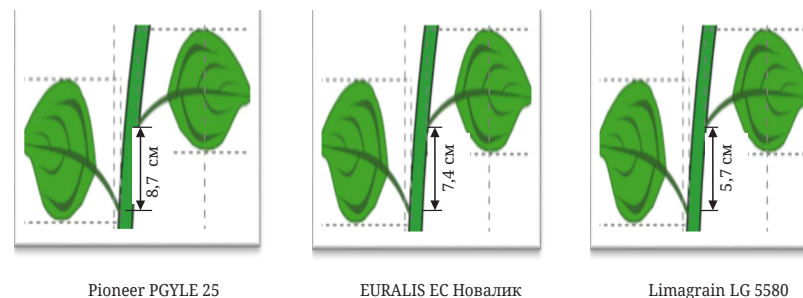 8,7 см
7,4 см
5,7 см
Pioneer PGYLE 25
EURALIS ЕС Новалик
Limagrain LG 5580